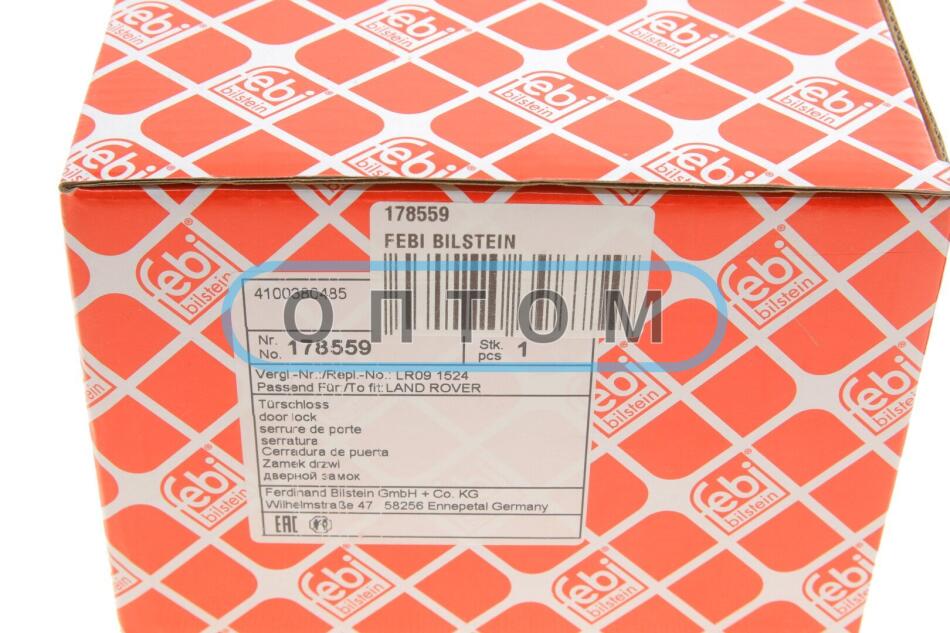 febi
bilstein
178559
FEBI BILSTEIN
4100380485
ОПТОМ
Nr.
No. 178559
Stk.
pcs 1
Vergl.-Nr.:/Repl.-No.: LR09 1524
Passend Für /To fit: LAND ROVER
Türschloss
door lock
serrure de porte
serratura
Cerradura de puerta
Zamek drzwi
дверной замок
Ferdinand Bilstein GmbH + Co. KG
Wilhelmstraße 47 58256 Ennepetal Germany
EAC